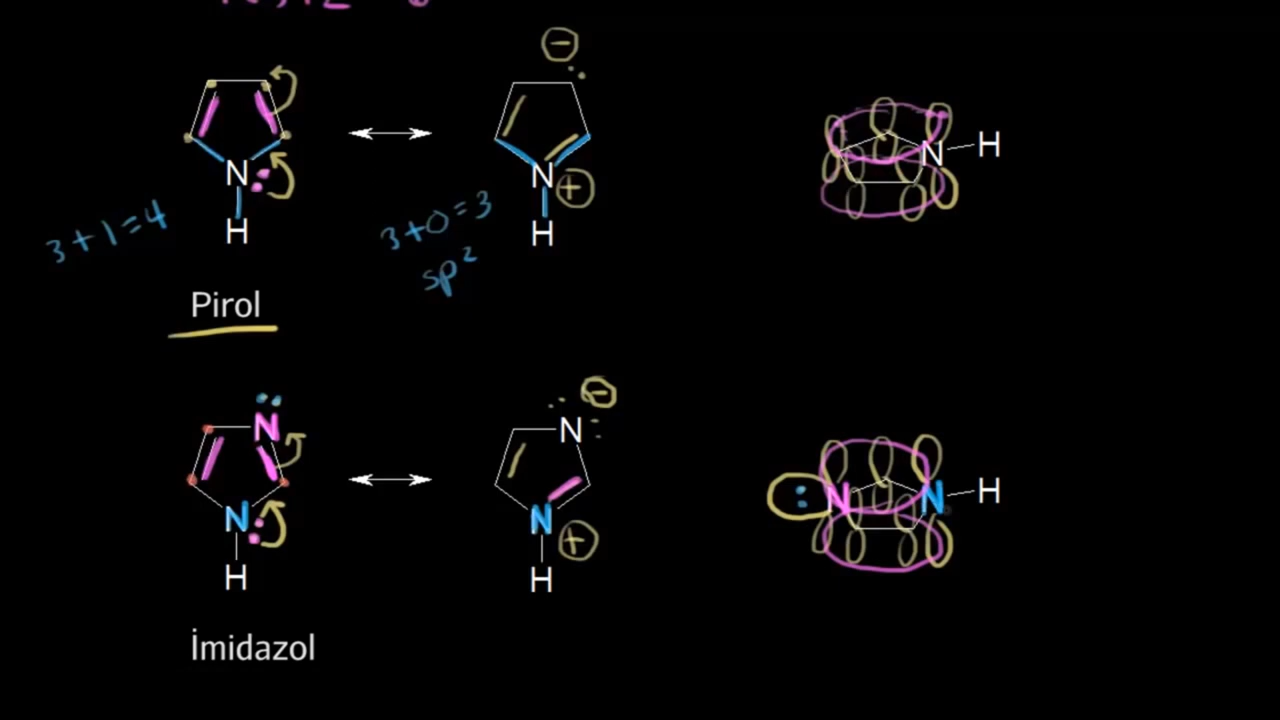 N
H
⊖
N
⊕
H
N
H
3+1=4
3+0=3
sp²
Pirol
N
N
H
⊖
N
N
⊕
H
N
N
H
İmidazol